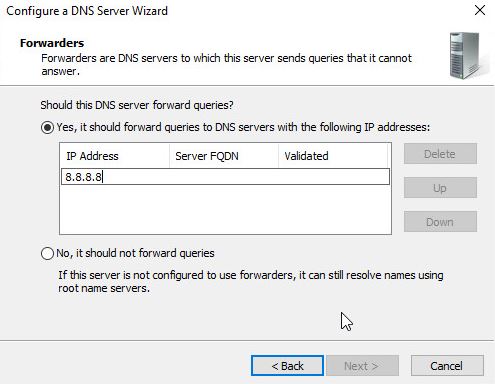 Configure a DNS Server Wizard
Forwarders
Forwarders are DNS servers to which this server sends queries that it cannot
answer.
Should this DNS server forward queries?
Yes, it should forward queries to DNS servers with the following IP addresses:
IP Address Server FQDN Validated
8.8.8.8
Delete
Up
Down
No, it should not forward queries
If this server is not configured to use forwarders, it can still resolve names using
root name servers.
< Back Next > Cancel